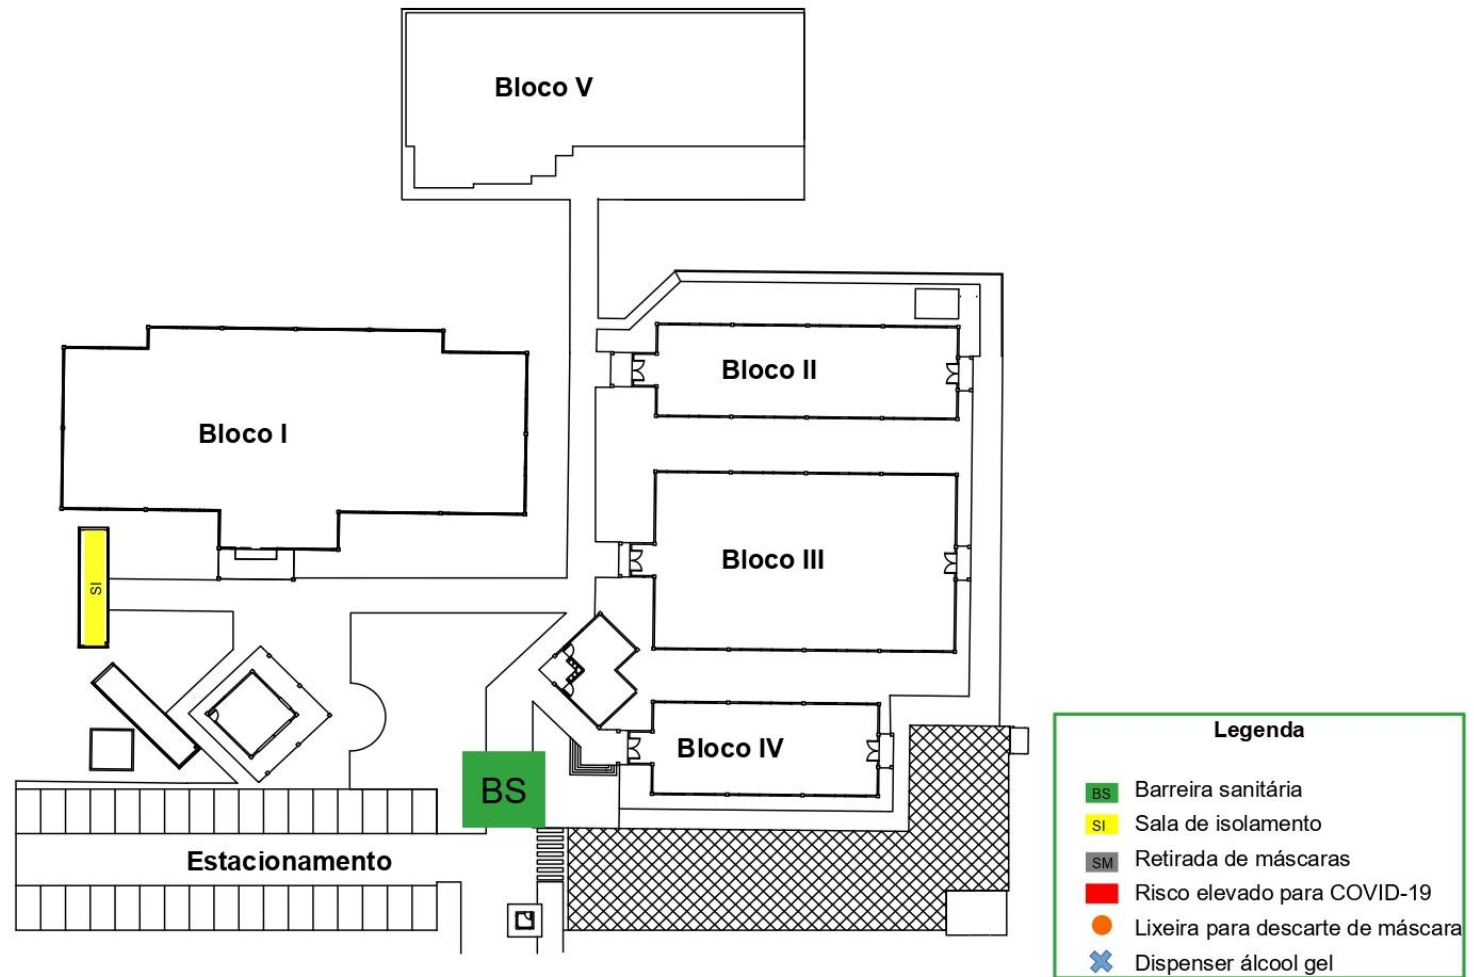 Bloco V
Bloco II
Bloco I
Bloco III
SI
Bloco IV
BS
Estacionamento
Legenda
BS Barreira sanitária
SI Sala de isolamento
SM Retirada de máscaras
Risco elevado para COVID-19
Lixeira para descarte de máscara
Dispenser álcool gel